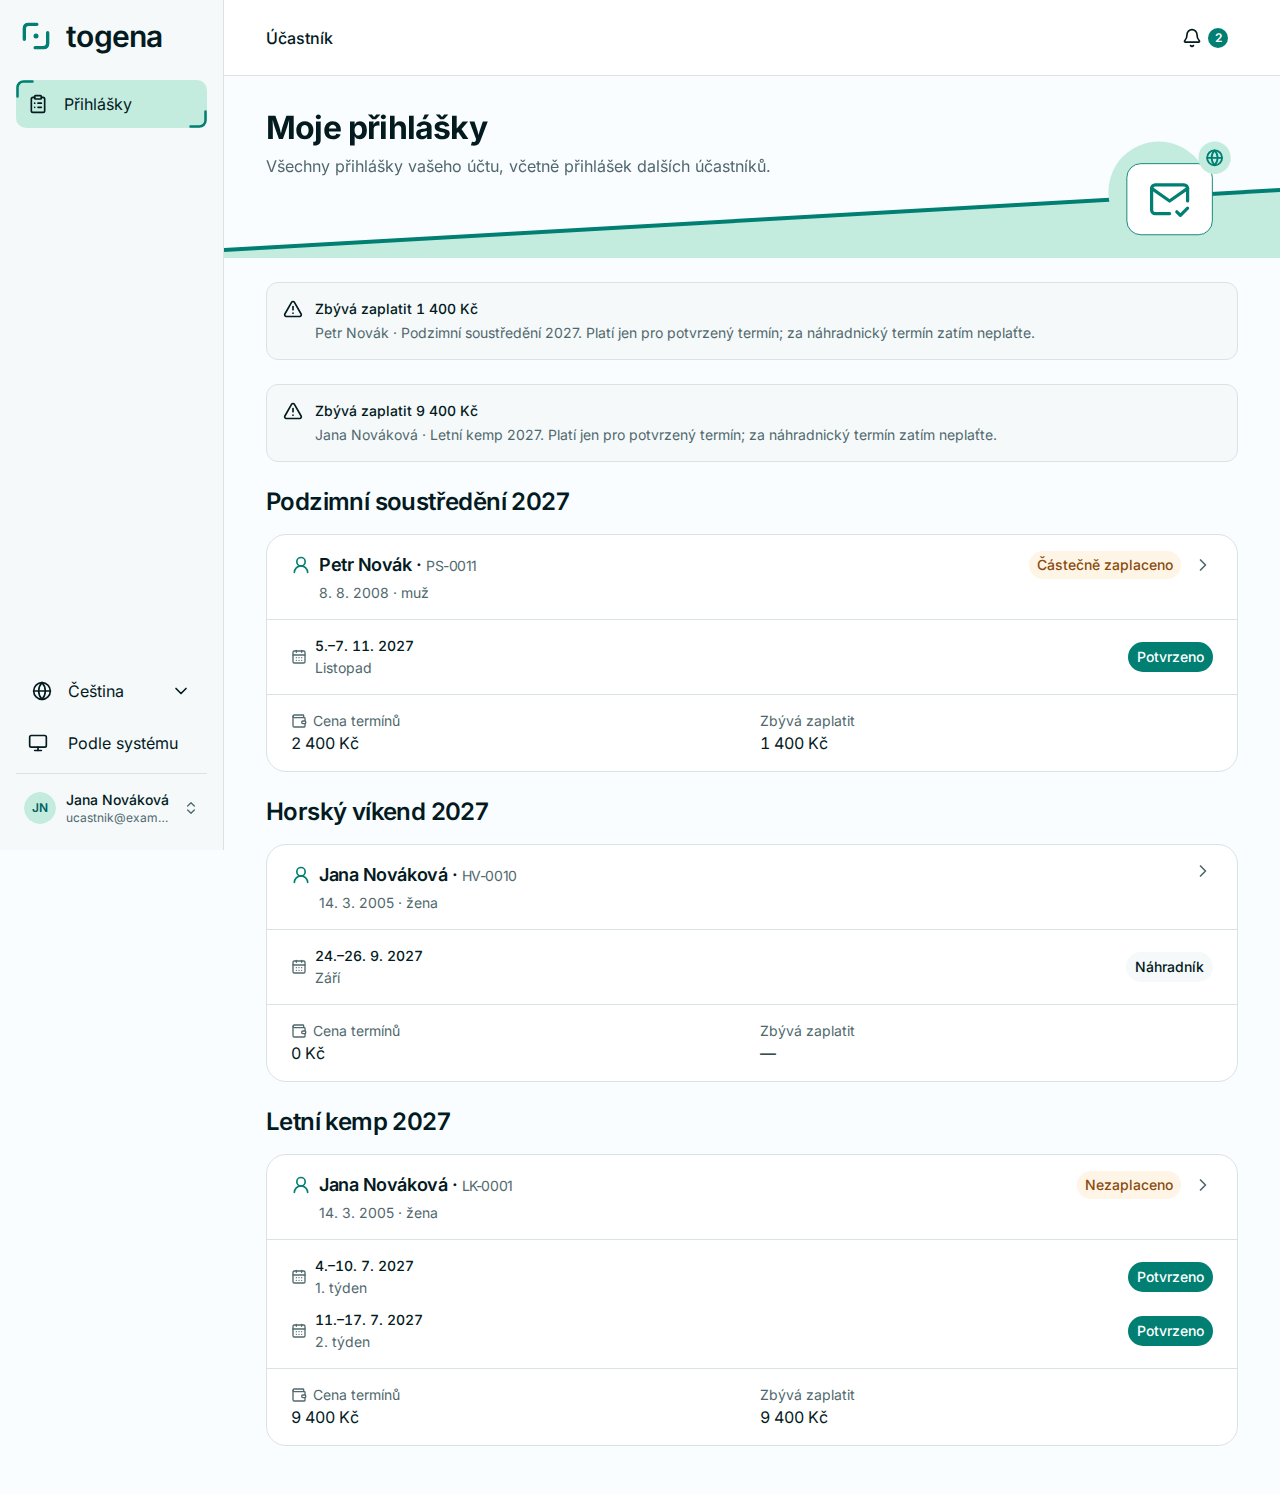 togena
Přihlášky
Čeština
Podle systému
JN
Jana Nováková
ucastnik@exam...
Účastník
2
Moje přihlášky
Všechny přihlášky vašeho účtu, včetně přihlášek dalších účastníků.
Zbývá zaplatit 1 400 Kč
Petr Novák · Podzimní soustředění 2027. Platí jen pro potvrzený termín; za náhradnický termín zatím neplaťte.
Zbývá zaplatit 9 400 Kč
Jana Nováková · Letní kemp 2027. Platí jen pro potvrzený termín; za náhradnický termín zatím neplaťte.
Podzimní soustředění 2027
Petr Novák · PS-0011
Částečně zaplaceno
8. 8. 2008 · muž
5.–7. 11. 2027
Listopad
Potvrzeno
Cena termínů
2 400 Kč
Zbývá zaplatit
1 400 Kč
Horský víkend 2027
Jana Nováková · HV-0010
14. 3. 2005 · žena
24.–26. 9. 2027
Září
Náhradník
Cena termínů
0 Kč
Zbývá zaplatit
—
Letní kemp 2027
Jana Nováková · LK-0001
Nezaplaceno
14. 3. 2005 · žena
4.–10. 7. 2027
1. týden
Potvrzeno
11.–17. 7. 2027
2. týden
Potvrzeno
Cena termínů
9 400 Kč
Zbývá zaplatit
9 400 Kč